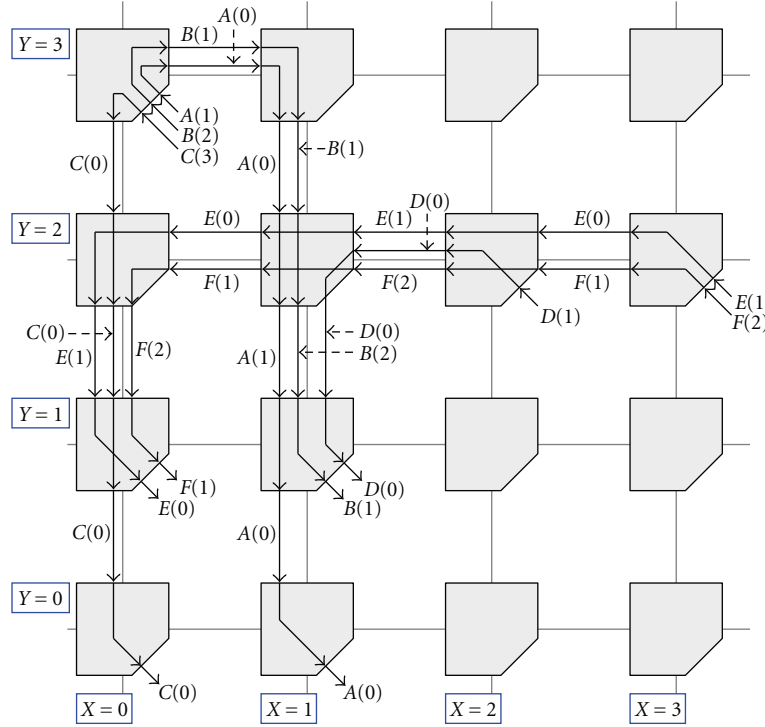 A(0)
Y = 3
B(1)
A(1)
B(2)
C(3)
C(0)
A(0)
B(1)
D(0)
Y = 2
E(0)
E(1)
E(0)
F(1)
F(2)
F(1)
E(1)
D(1)
F(2)
C(0)
E(1)
F(2)
A(1)
D(0)
B(2)
Y = 1
F(1)
D(0)
E(0)
B(1)
C(0)
A(0)
Y = 0
C(0)
A(0)
X = 0
X = 1
X = 2
X = 3